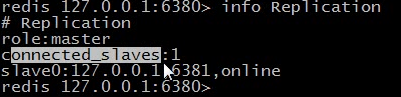 redis 127.0.0.1:6380> info Replication
# Replication
role:master
connected_slaves:1
slave0:127.0.0.1:6381,online
redis 127.0.0.1:6380>